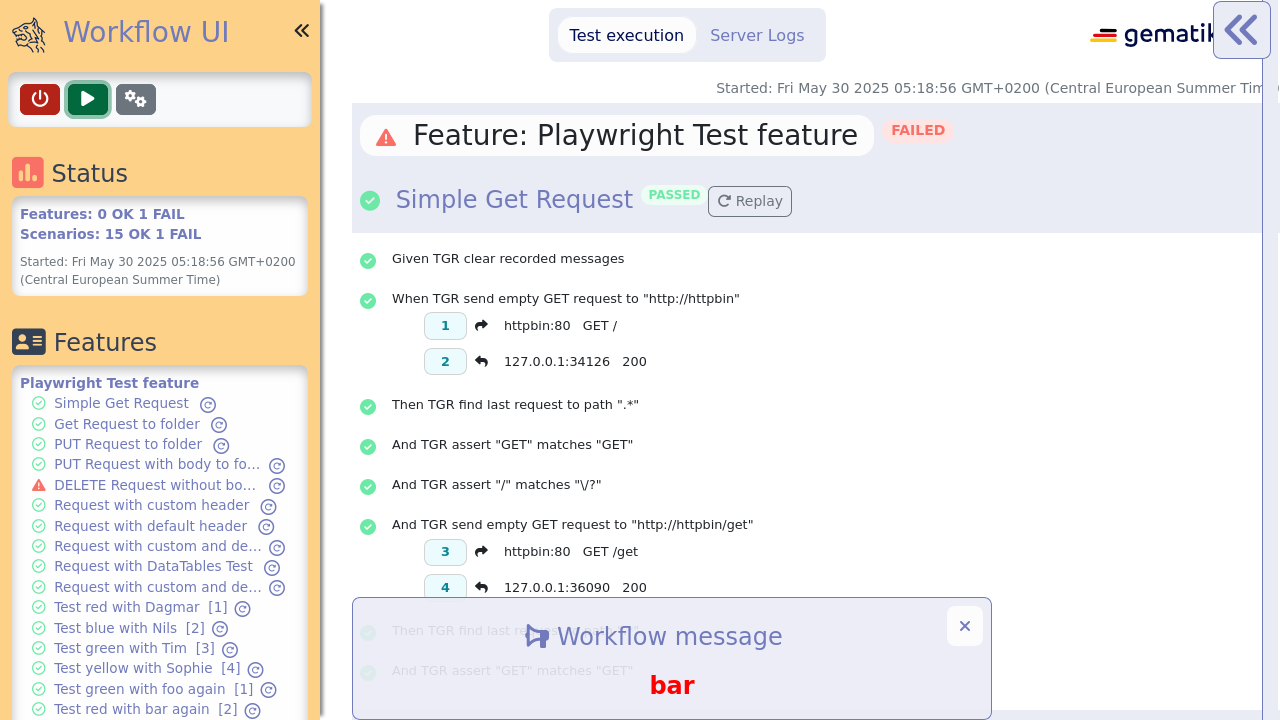 Workflow UI
Status
Features: 0 OK 1 FAIL
Scenarios: 15 OK 1 FAIL
Started: Fri May 30 2025 05:18:56 GMT+0200
(Central European Summer Time)
Features
Playwright Test feature
Simple Get Request
Get Request to folder
PUT Request to folder
PUT Request with body to fo...
DELETE Request without bo...
Request with custom header
Request with default header
Request with custom and de...
Request with DataTables Test
Request with custom and de...
Test red with Dagmar [1]
Test blue with Nils [2]
Test green with Tim [3]
Test yellow with Sophie [4]
Test green with foo again [1]
Test red with bar again [2]
Test execution
Server Logs
gematik
Started: Fri May 30 2025 05:18:56 GMT+0200 (Central European Summer Tim
Feature: Playwright Test feature FAILED
Simple Get Request PASSED Replay
Given TGR clear recorded messages
When TGR send empty GET request to "http://httpbin"
1 httpbin:80 GET /
2 127.0.0.1:34126 200
Then TGR find last request to path ".*"
And TGR assert "GET" matches "GET"
And TGR assert "/" matches "\/?"
And TGR send empty GET request to "http://httpbin/get"
3 httpbin:80 GET /get
4 127.0.0.1:36090 200
Then TGR find last
And TGR assert "GET" matches "GET"
Workflow message
bar